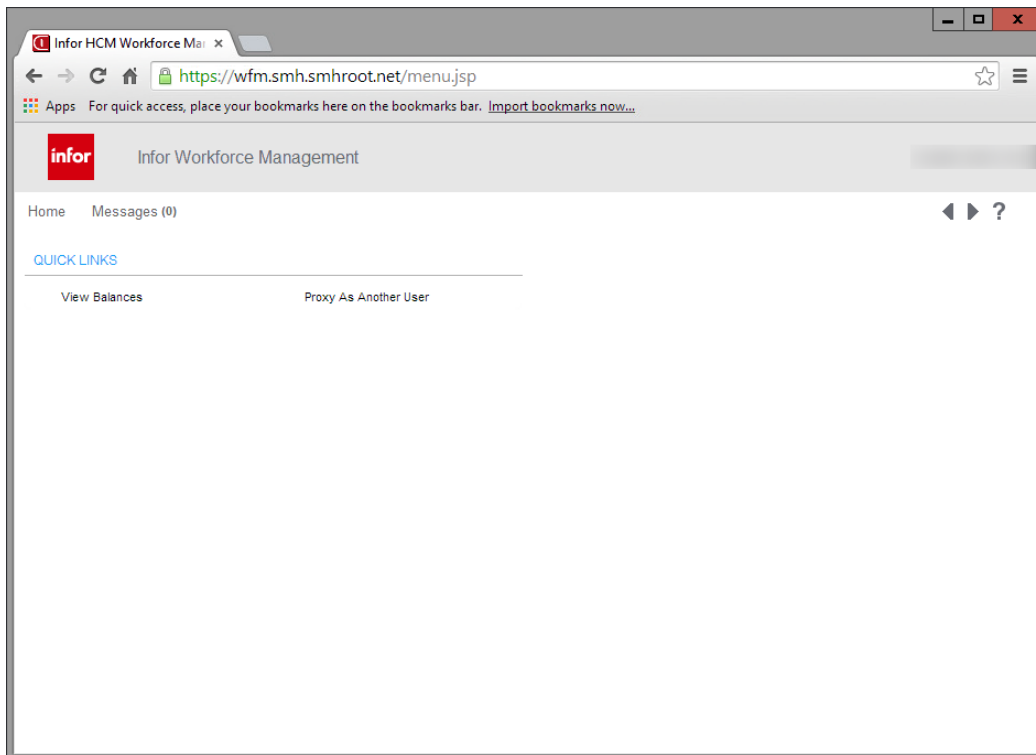 Infor HCM Workforce Ma
https://wfm.smh.smhroot.net/menu.jsp
Apps For quick access, place your bookmarks here on the bookmarks bar. Import bookmarks now...
infor Infor Workforce Management
Home Messages (0) ?
QUICK LINKS
View Balances Proxy As Another User